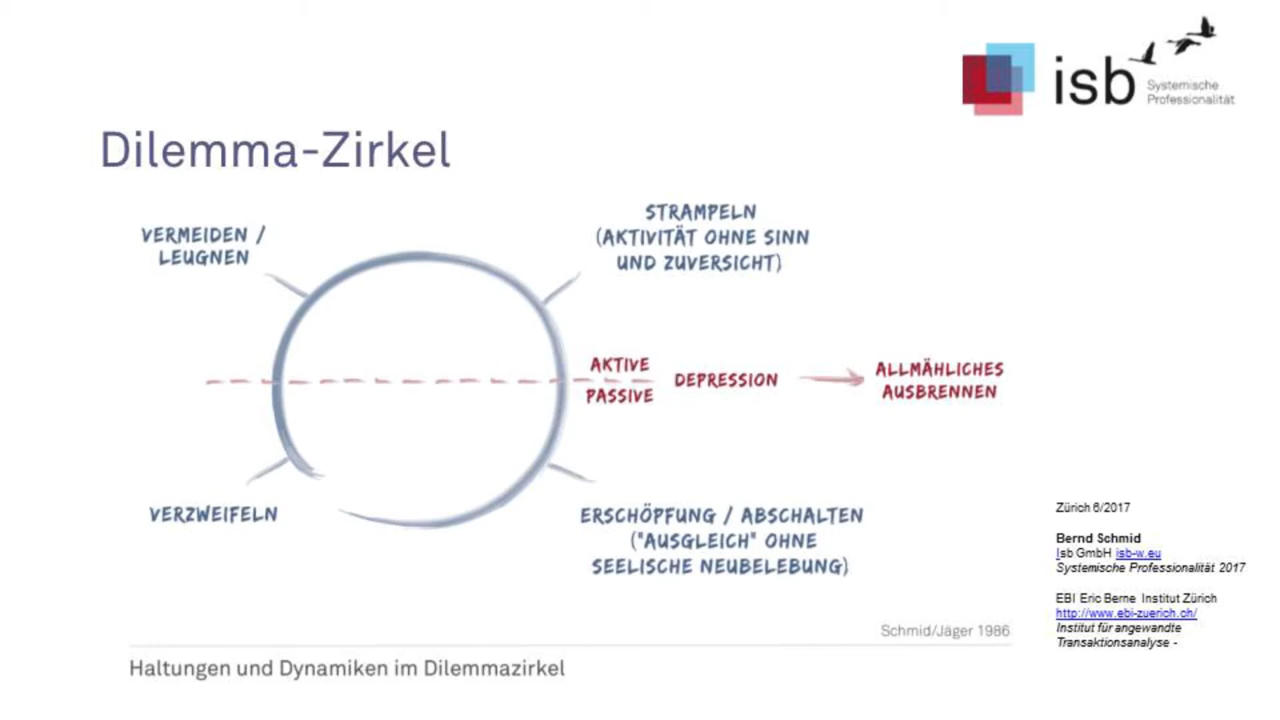 isb
Systemische
Professionalität
Dilemma-Zirkel
VERMEIDEN /
LEUGNEN
STRAMPELN
(AKTIVITÄT OHNE SINN
UND ZUVERSICHT)
AKTIVE
PASSIVE
DEPRESSION
ALLMÄHLICHES
AUSBRENNEN
VERZWEIFELN
ERSCHÖPFUNG / ABSCHALTEN
("AUSGLEICH" OHNE
SEELISCHE NEUBELEBUNG)
Zürich 6/2017
Bernd Schmid
Isb GmbH isb-w.eu
Systemische Professionalität 2017
EBI Eric Berne Institut Zürich
http://www.ebi-zuerich.ch/
Institut für angewandte
Transaktionsanalyse -
Schmid/Jäger 1986
Haltungen und Dynamiken im Dilemmazirkel